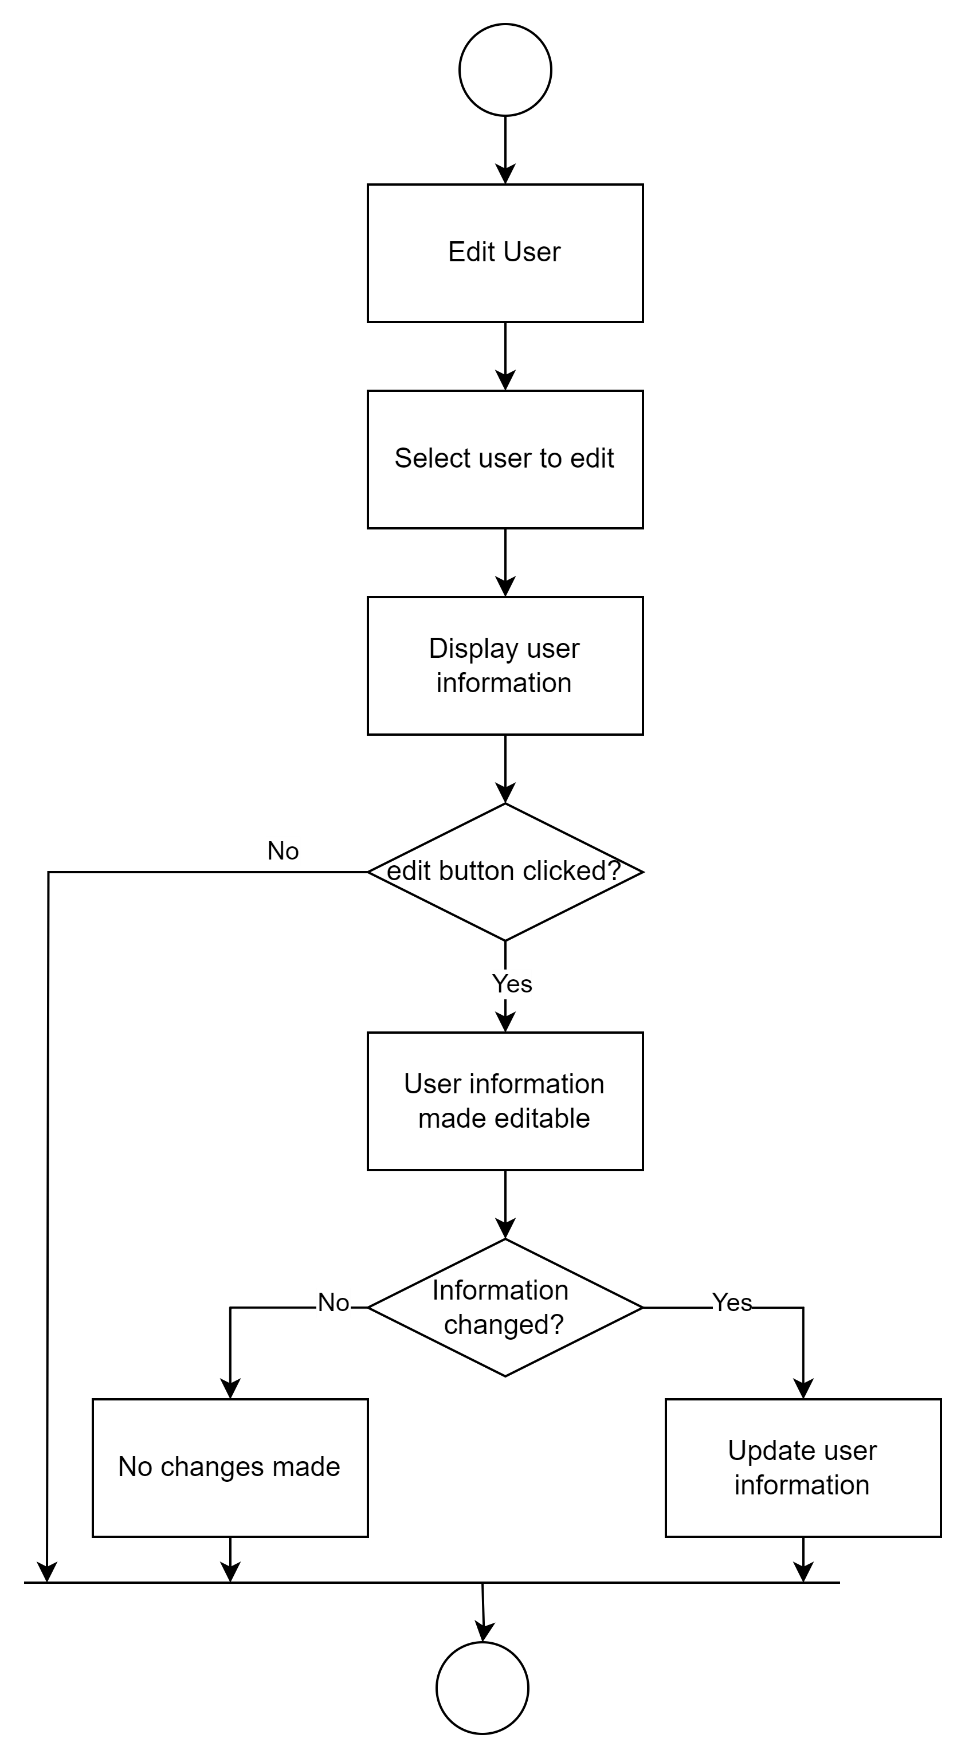 Edit User
Select user to edit
Display user
information
edit button clicked?
No
Yes
User information
made editable
Information
changed?
No
Yes
No changes made
Update user
information